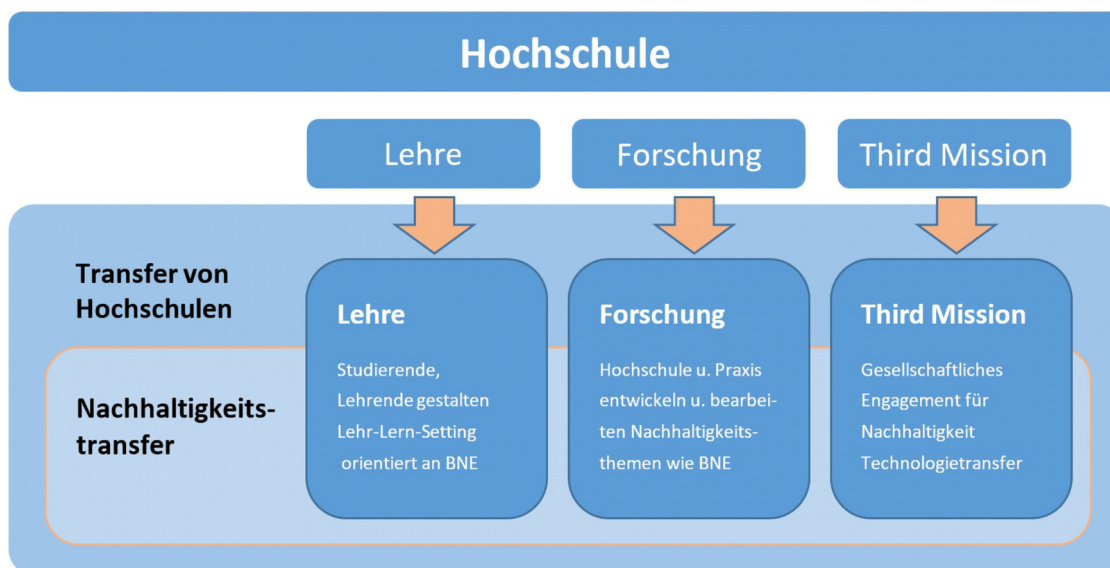 Hochschule
Lehre
Forschung
Third Mission
Transfer von
Hochschulen
Nachhaltigkeits-
transfer
Lehre
Studierende,
Lehrende gestalten
Lehr-Lern-Setting
orientiert an BNE
Forschung
Hochschule u. Praxis
entwickeln u. bearbei-
ten Nachhaltigkeits-
themen wie BNE
Third Mission
Gesellschaftliches
Engagement für
Nachhaltigkeit
Technologietransfer